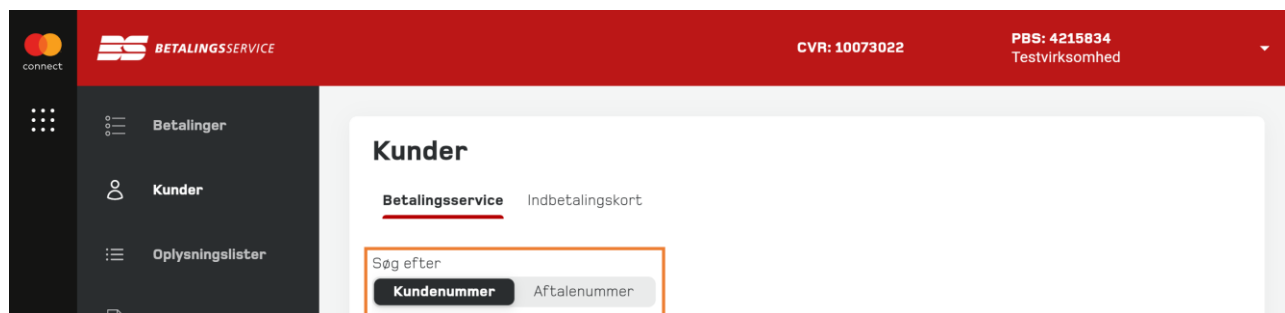 connect
BETALINGSSERVICE
CVR: 10073022
PBS: 4215834
Testvirksomhed
Betalinger
Kunder
Oplysningslister
Kunder
Betalingsservice Indbetalingskort
Søg efter
Kundenummer Aftalenummer